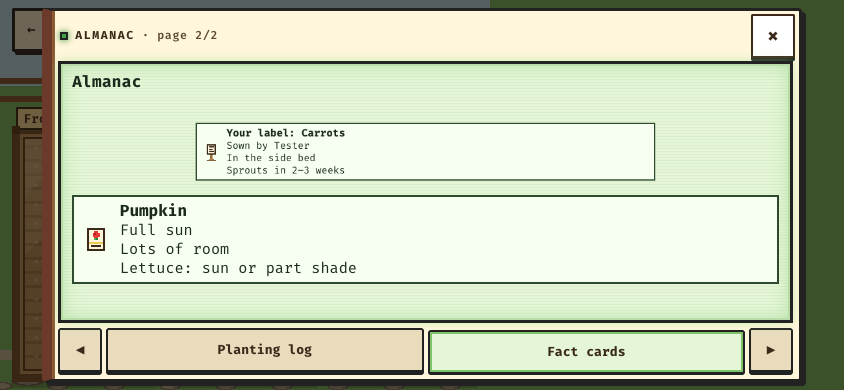 ←
ALMANAC · page 2/2
×
Almanac
Your label: Carrots
Sown by Tester
In the side bed
Sprouts in 2–3 weeks
Pumpkin
Full sun
Lots of room
Lettuce: sun or part shade
◄
Planting log
Fact cards
►